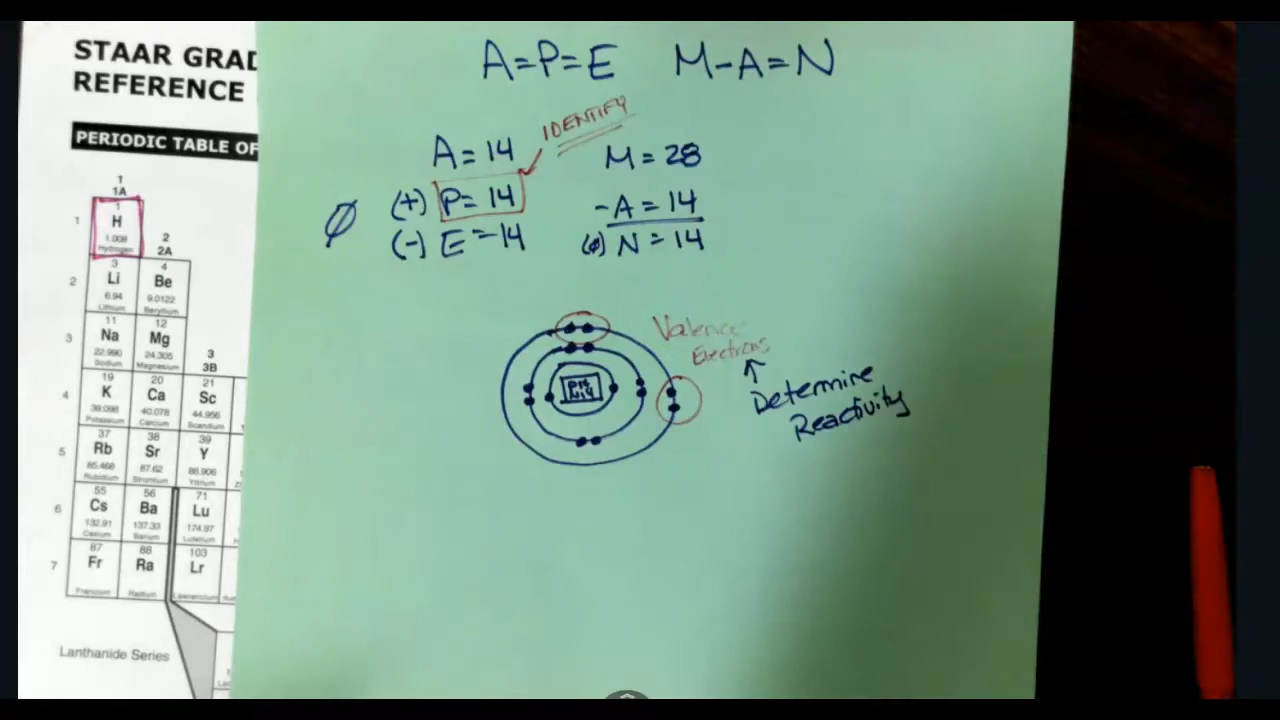 STAAR GRAD
REFERENCE
PERIODIC TABLE OF
1
1A
1
1
H
1.008
Hydrogen
2
2A
2
3
Li
6.94
Lithium
4
Be
9.0122
Beryllium
3
11
Na
22.990
Sodium
12
Mg
24.305
Magnesium
3
3B
4
19
K
39.098
Potassium
20
Ca
40.078
Calcium
21
Sc
44.956
Scandium
5
37
Rb
85.468
Rubidium
38
Sr
87.62
Strontium
39
Y
88.906
Yttrium
6
55
Cs
132.91
Cesium
56
Ba
137.33
Barium
71
Lu
174.97
Lutetium
7
87
Fr
Francium
88
Ra
Radium
103
Lr
Lawrencium
Lanthanide Series
A=P=E M-A=N
IDENTIFY
A=14 M=28
(+) P=14 -A=14
Ø (-) E=14 (ø) N=14
P14
N14
Valence
Electrons
Determine
Reactivity